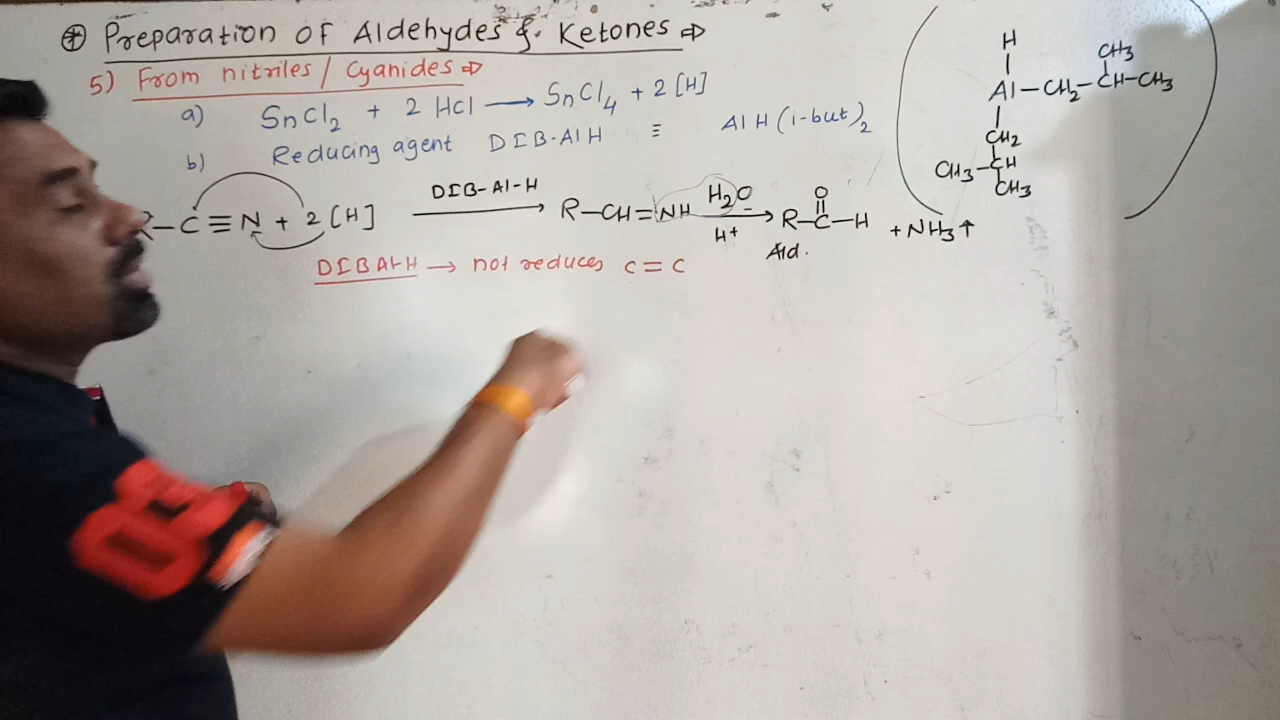 ⊕ Preparation of Aldehydes & Ketones ⇒
5) From nitriles / Cyanides ⇒
a) SnCl2 + 2 HCl → SnCl4 + 2 [H]
b) Reducing agent DIB-AlH ≡ AlH (i-but)2
H
Al-CH2-CH-CH3
CH3
CH2
CH3-CH
CH3
R-C≡N + 2 [H] DIB-Al-H → R-CH=NH H2O H+ → R-C-H + NH3↑
O
Ald.
DIBAl-H → not reduces C=C